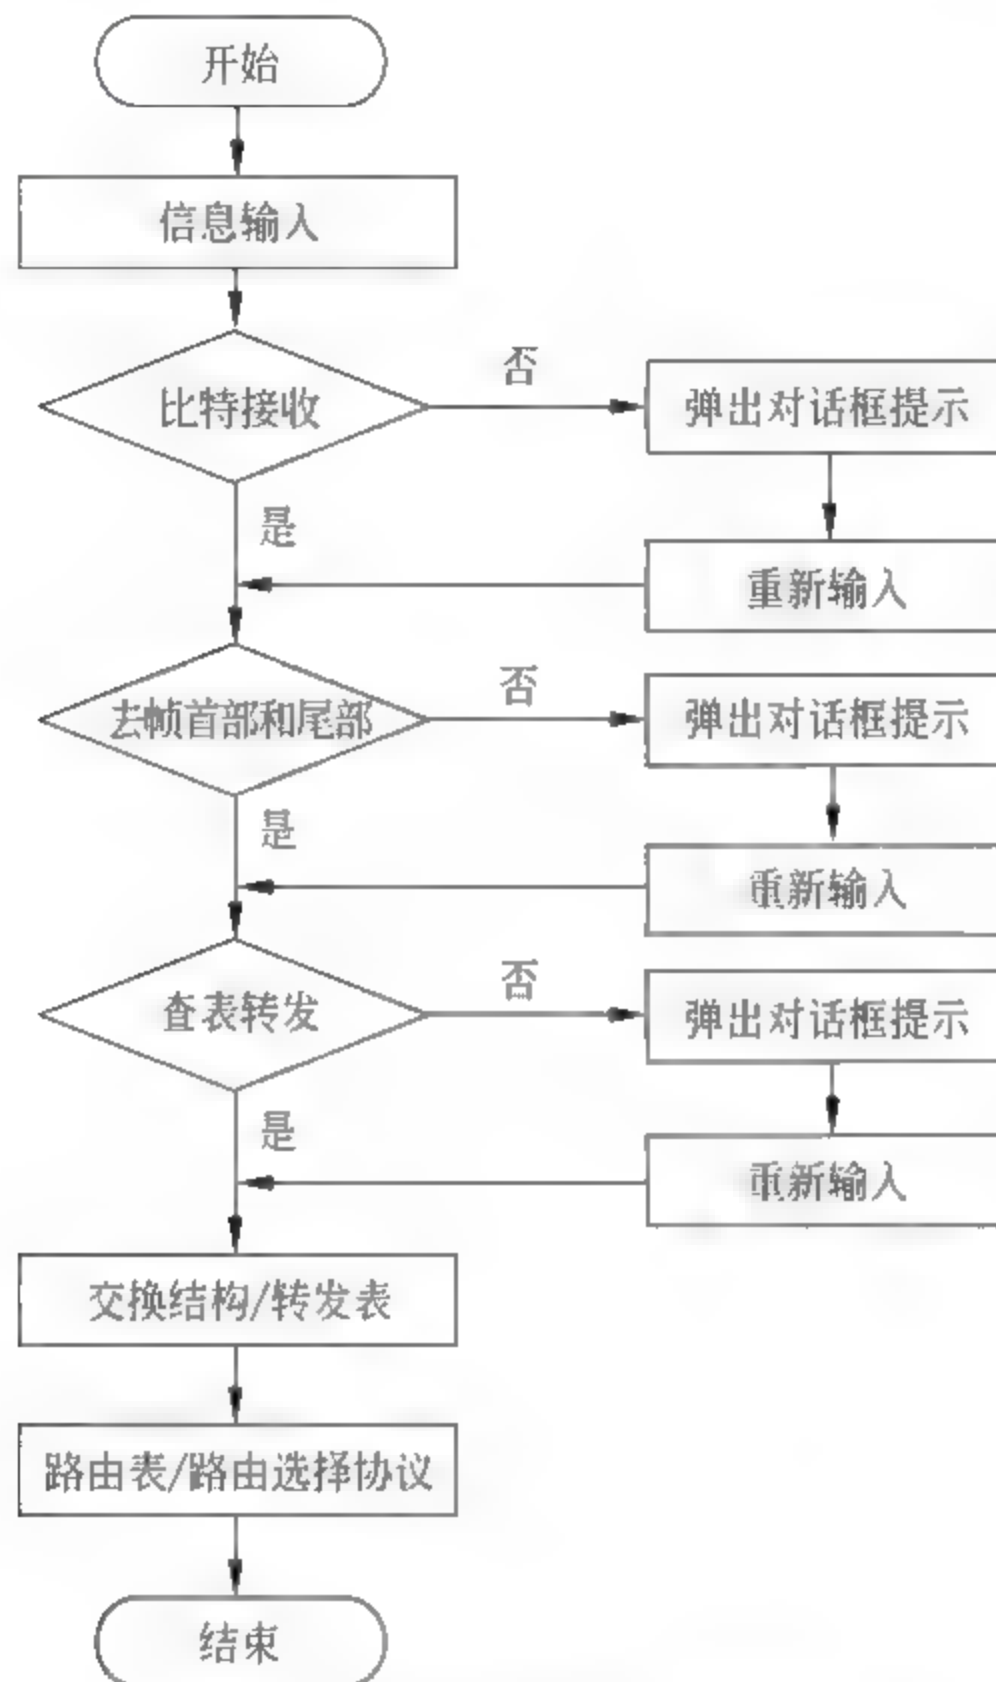 开始
信息输入
比特接收
否
弹出对话框提示
是
重新输入
去帧首部和尾部
否
弹出对话框提示
是
重新输入
查表转发
否
弹出对话框提示
是
重新输入
交换结构/转发表
路由表/路由选择协议
结束